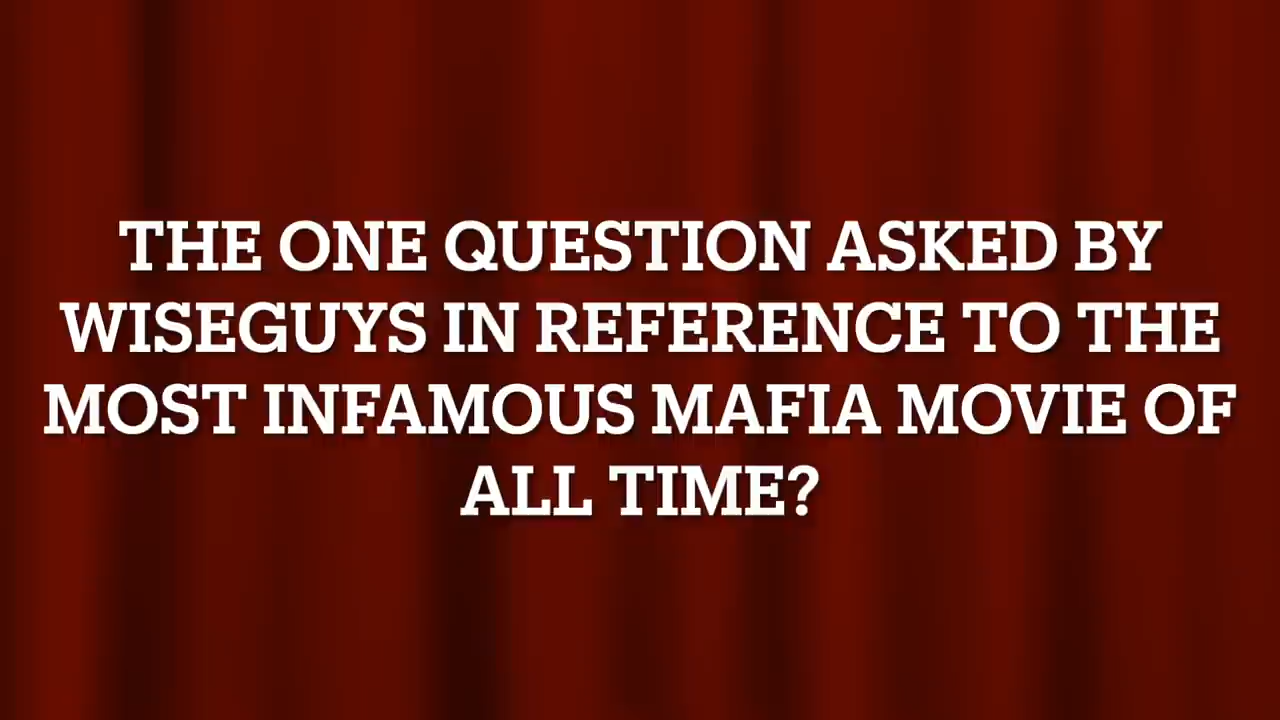 THE ONE QUESTION ASKED BY
WISEGUYS IN REFERENCE TO THE
MOST INFAMOUS MAFIA MOVIE OF
ALL TIME?